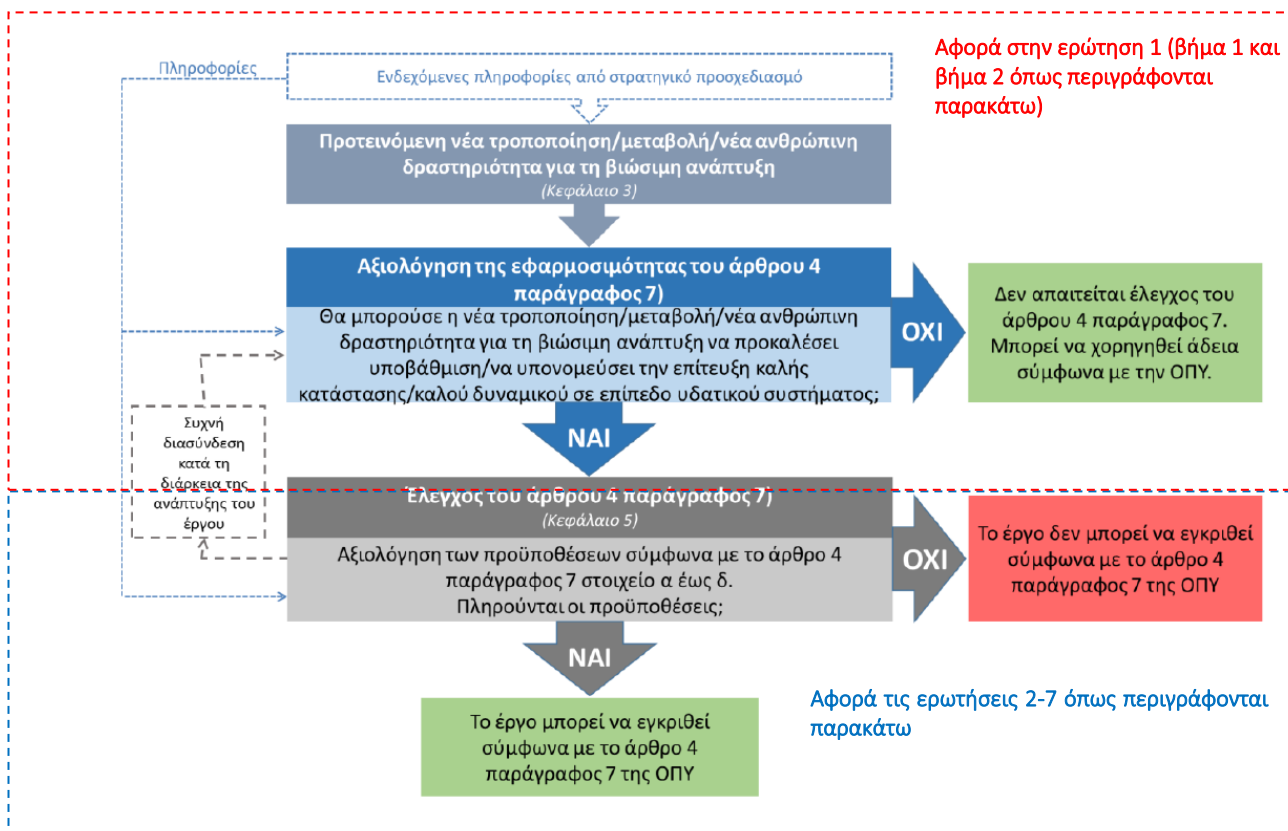 Αφορά στην ερώτηση 1 (βήμα 1 και
βήμα 2 όπως περιγράφονται
παρακάτω)
Πληροφορίες
Ενδεχόμενες πληροφορίες από στρατηγικό προσχεδιασμό
Προτεινόμενη νέα τροποποίηση/μεταβολή/νέα ανθρώπινη
δραστηριότητα για τη βιώσιμη ανάπτυξη
(Κεφάλαιο 3)
Αξιολόγηση της εφαρμοσιμότητας του άρθρου 4
παράγραφος 7)
Θα μπορούσε η νέα τροποποίηση/μεταβολή/νέα ανθρώπινη
δραστηριότητα για τη βιώσιμη ανάπτυξη να προκαλέσει
υποβάθμιση/να υπονομεύσει την επίτευξη καλής
κατάστασης/καλού δυναμικού σε επίπεδο υδατικού συστήματος;
ΟΧΙ
Δεν απαιτείται έλεγχος του
άρθρου 4 παράγραφος 7.
Μπορεί να χορηγηθεί άδεια
σύμφωνα με την ΟΠΥ.
ΝΑΙ
Συχνή
διασύνδεση
κατά τη
διάρκεια της
ανάπτυξης του
έργου
Έλεγχος του άρθρου 4 παράγραφος 7)
(Κεφάλαιο 5)
Αξιολόγηση των προϋποθέσεων σύμφωνα με το άρθρο 4
παράγραφος 7 στοιχείο α έως δ.
Πληρούνται οι προϋποθέσεις;
ΟΧΙ
Το έργο δεν μπορεί να εγκριθεί
σύμφωνα με το άρθρο 4
παράγραφος 7 της ΟΠΥ
ΝΑΙ
Το έργο μπορεί να εγκριθεί
σύμφωνα με το άρθρο 4
παράγραφος 7 της ΟΠΥ
Αφορά τις ερωτήσεις 2-7 όπως περιγράφονται
παρακάτω